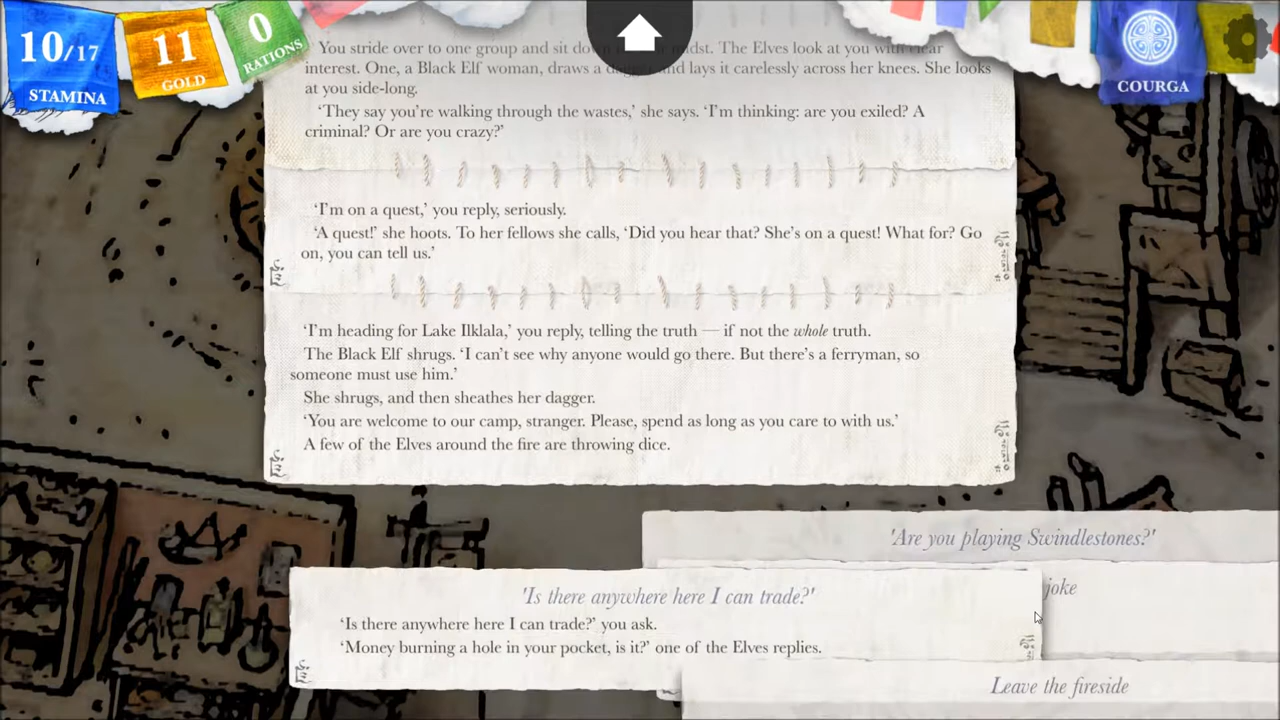 10/17
STAMINA
11
GOLD
0
RATIONS
COURGA
You stride over to one group and sit do midst. The Elves look at you with clear
interest. One, a Black Elf woman, draws a and lays it carelessly across her knees. She looks
at you side-long.
‘They say you’re walking through the wastes,’ she says. ‘I’m thinking: are you exiled? A
criminal? Or are you crazy?’
‘I’m on a quest,’ you reply, seriously.
‘A quest!’ she hoots. To her fellows she calls, ‘Did you hear that? She’s on a quest! What for? Go
on, you can tell us.’
‘I’m heading for Lake Ilklala,’ you reply, telling the truth — if not the whole truth.
The Black Elf shrugs. ‘I can’t see why anyone would go there. But there’s a ferryman, so
someone must use him.’
She shrugs, and then sheathes her dagger.
‘You are welcome to our camp, stranger. Please, spend as long as you care to with us.’
A few of the Elves around the fire are throwing dice.
'Are you playing Swindlestones?'
joke
'Is there anywhere here I can trade?'
‘Is there anywhere here I can trade?’ you ask.
‘Money burning a hole in your pocket, is it?’ one of the Elves replies.
Leave the fireside